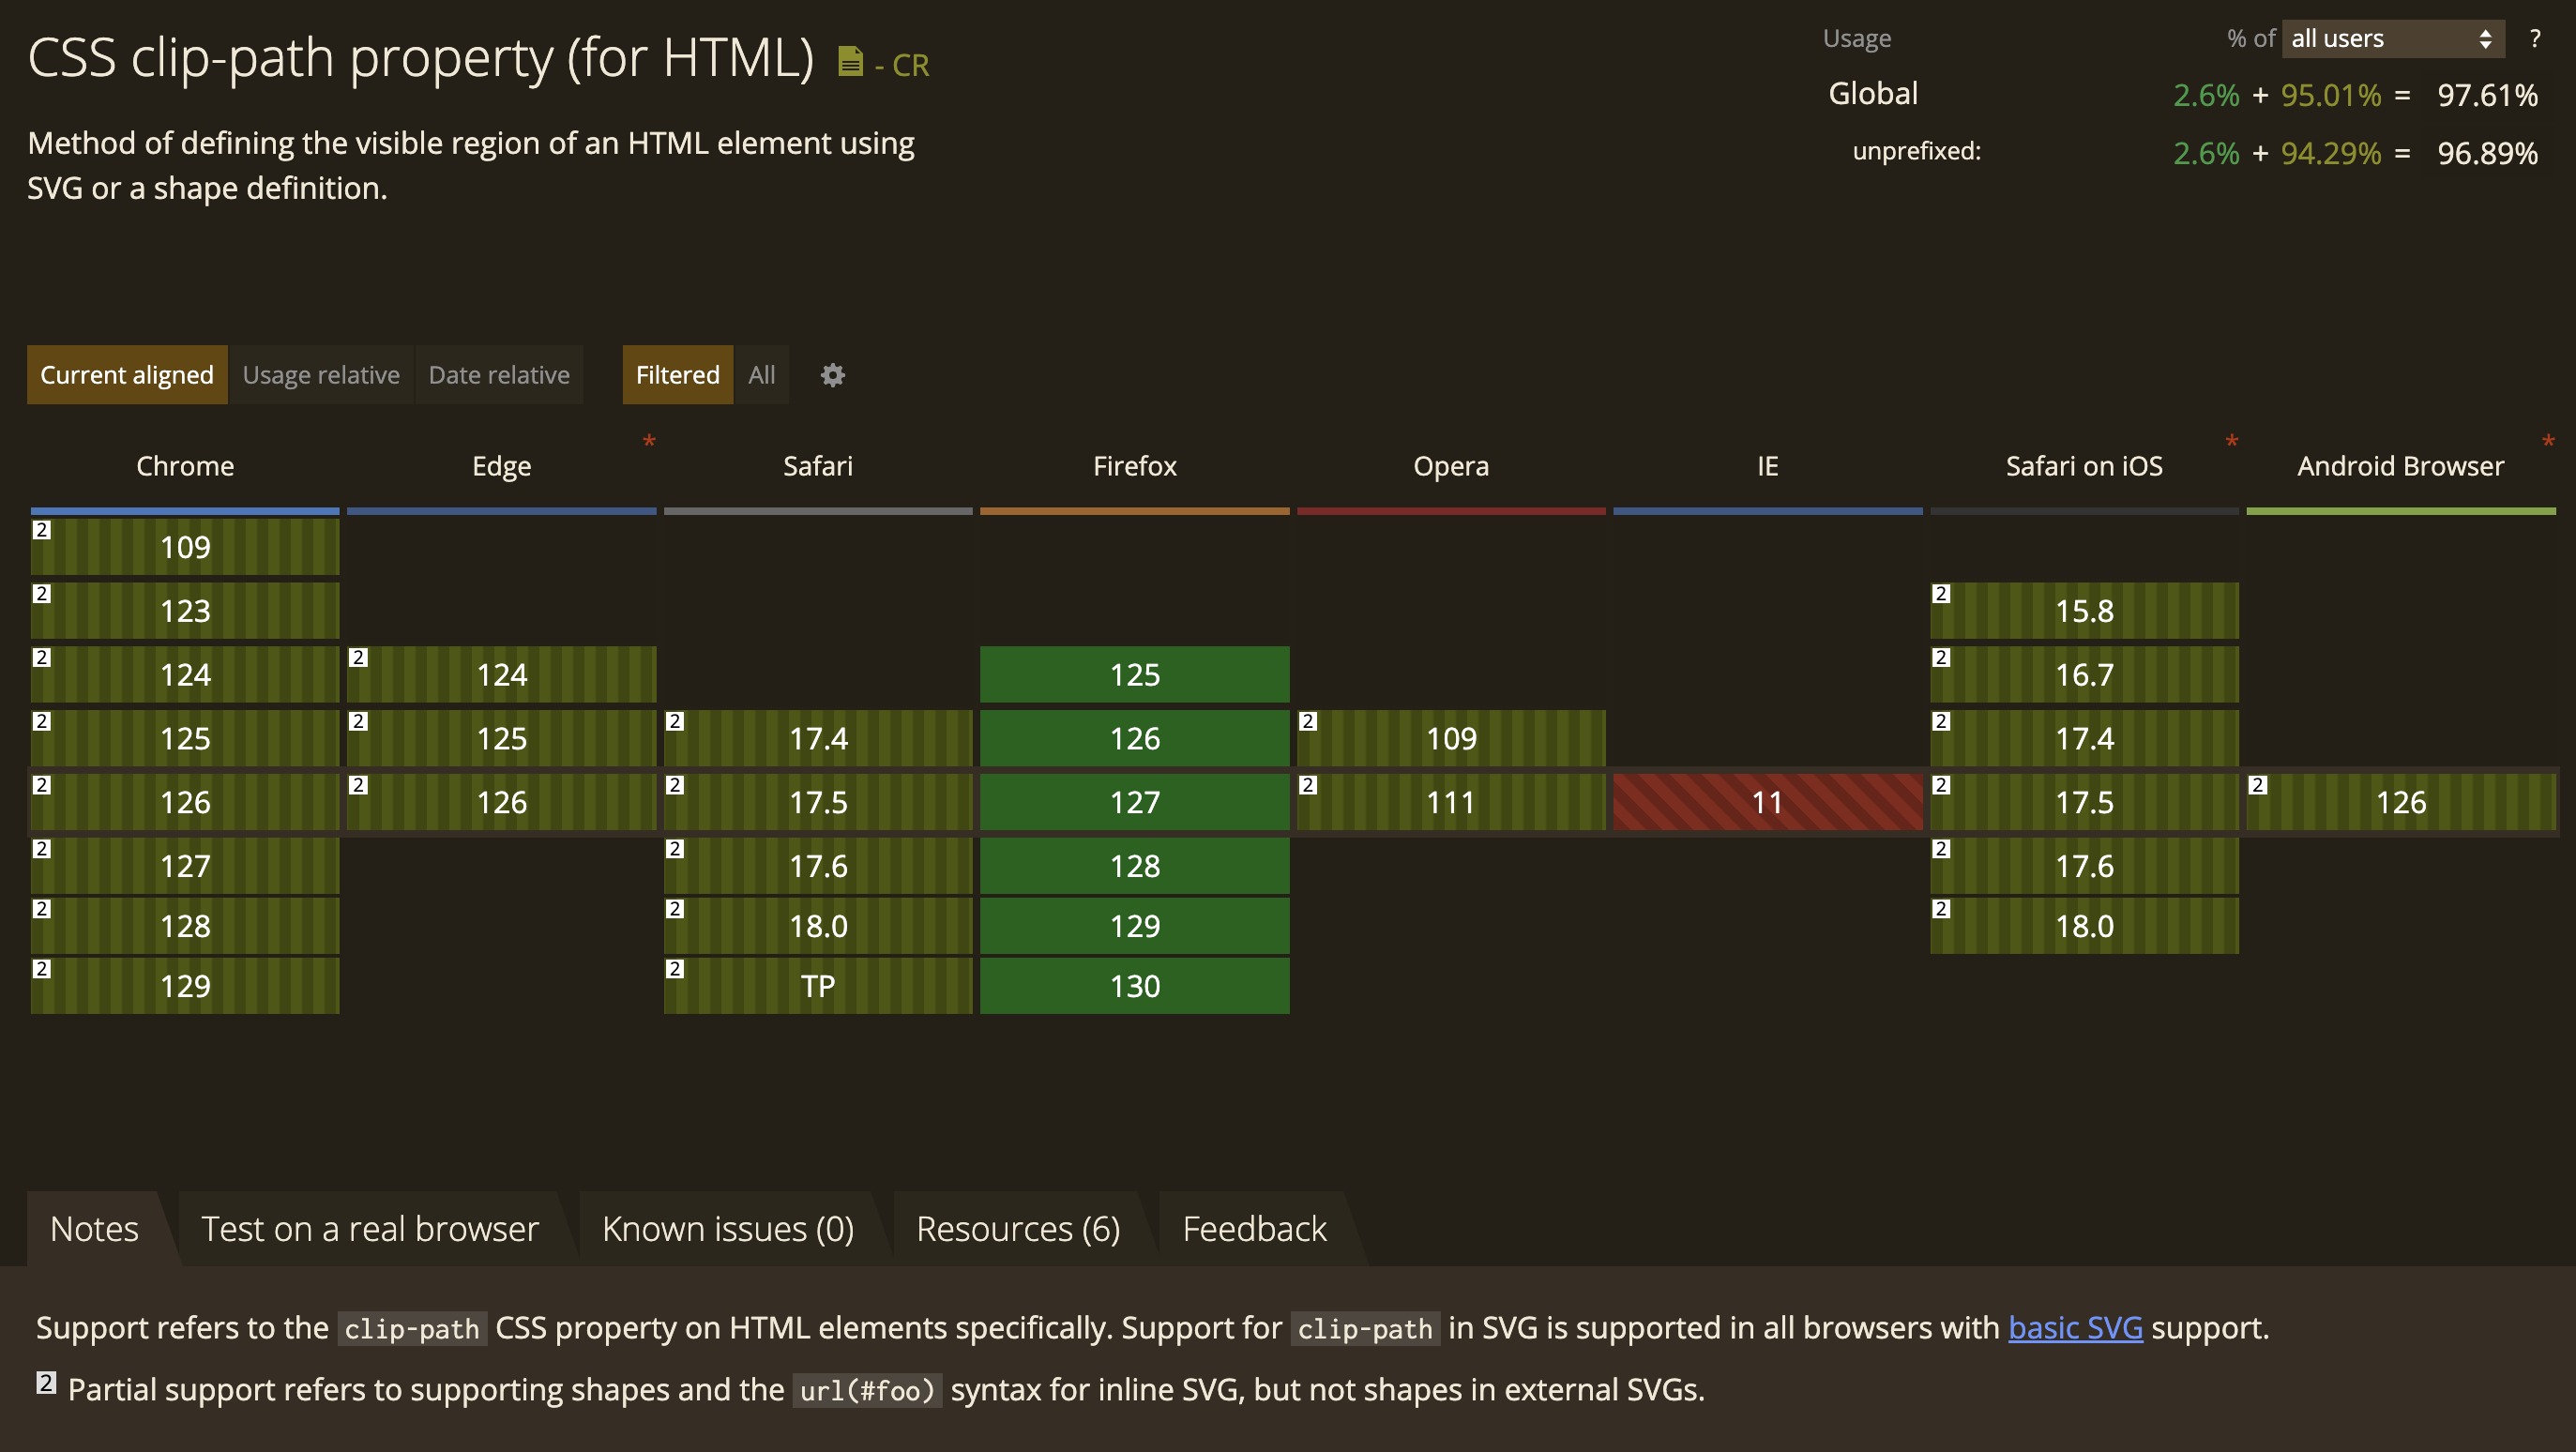 CSS clip-path property (for HTML) - CR
Usage % of all users ?
Global 2.6% + 95.01% = 97.61%
unprefixed: 2.6% + 94.29% = 96.89%
Method of defining the visible region of an HTML element using
SVG or a shape definition.
Current aligned Usage relative Date relative Filtered All
Chrome Edge * Safari Firefox Opera IE Safari on iOS * Android Browser *
2 109
2 123 2 15.8
2 124 2 124 125 2 16.7
2 125 2 125 2 17.4 126 2 109 2 17.4
2 126 2 126 2 17.5 127 2 111 11 2 17.5 2 126
2 127 2 17.6 128 2 17.6
2 128 2 18.0 129 2 18.0
2 129 2 TP 130
Notes Test on a real browser Known issues (0) Resources (6) Feedback
Support refers to the clip-path CSS property on HTML elements specifically. Support for clip-path in SVG is supported in all browsers with basic SVG support.
2 Partial support refers to supporting shapes and the url(#foo) syntax for inline SVG, but not shapes in external SVGs.